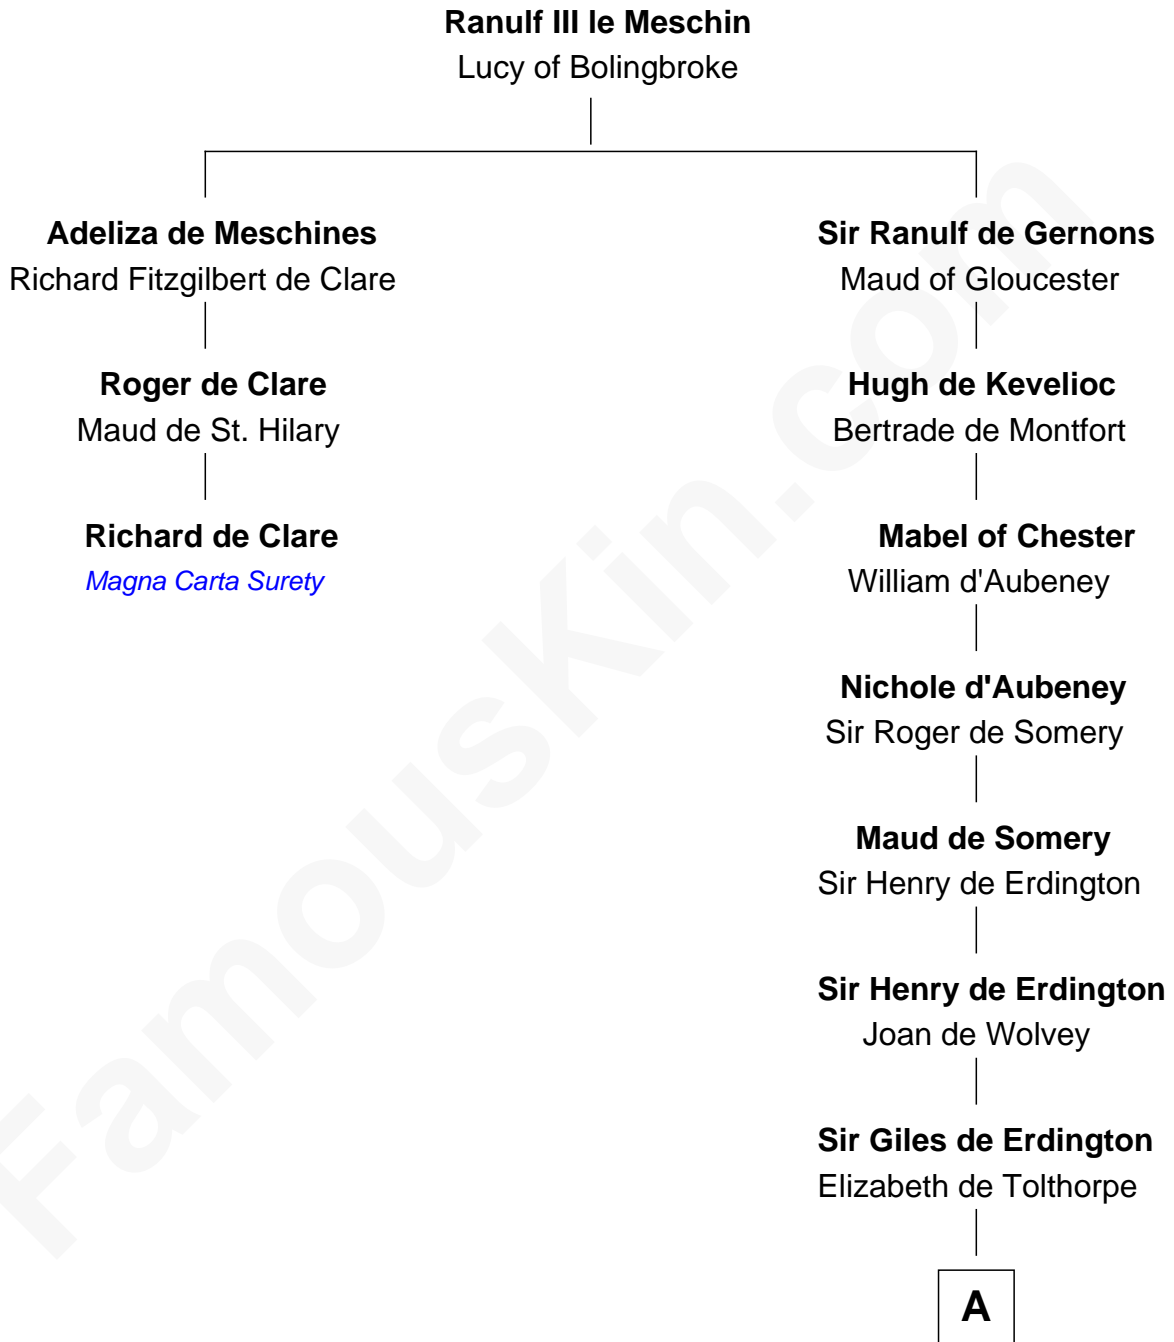 Ranulf III le Meschin
Lucy of Bolingbroke
Adeliza de Meschines
Richard Fitzgilbert de Clare
Sir Ranulf de Gernons
Maud of Gloucester
Roger de Clare
Maud de St. Hilary
Hugh de Kevelioc
Bertrade de Montfort
Richard de Clare
Magna Carta Surety
Mabel of Chester
William d'Aubeney
Nichole d'Aubeney
Sir Roger de Somery
Maud de Somery
Sir Henry de Erdington
Sir Henry de Erdington
Joan de Wolvey
Sir Giles de Erdington
Elizabeth de Tolthorpe
A
FamousKin.com